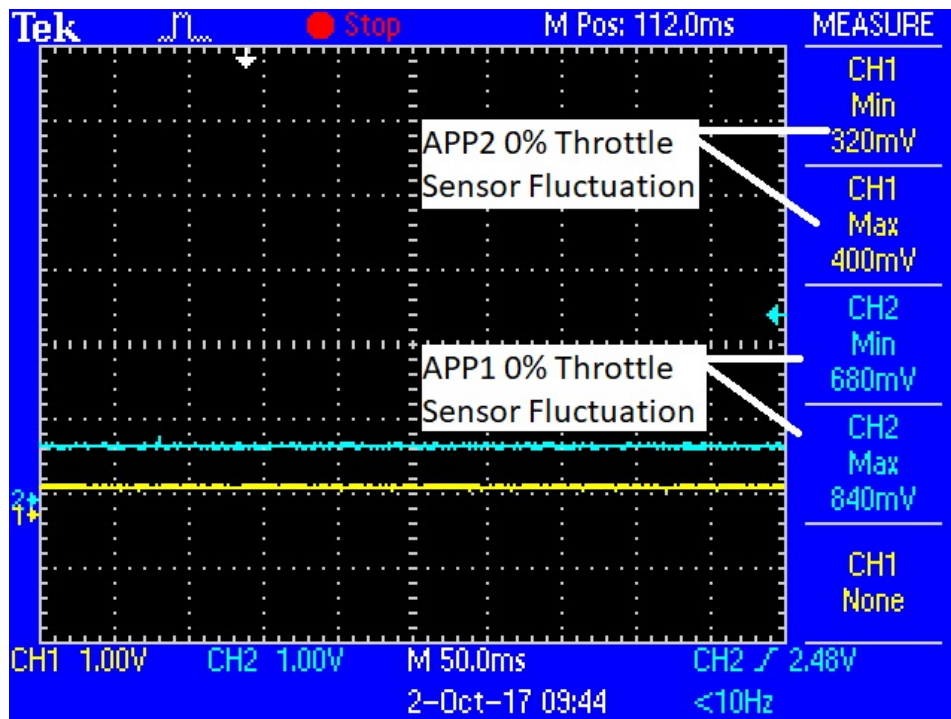 Tek Stop M Pos: 112.0ms MEASURE
CH1
Min
320mV
APP2 0% Throttle
Sensor Fluctuation
CH1
Max
400mV
CH2
Min
680mV
APP1 0% Throttle
Sensor Fluctuation
CH2
Max
840mV
2
1
CH1
None
CH1 1.00V CH2 1.00V M 50.0ms CH2 2.48V
2-Oct-17 09:44 <10Hz